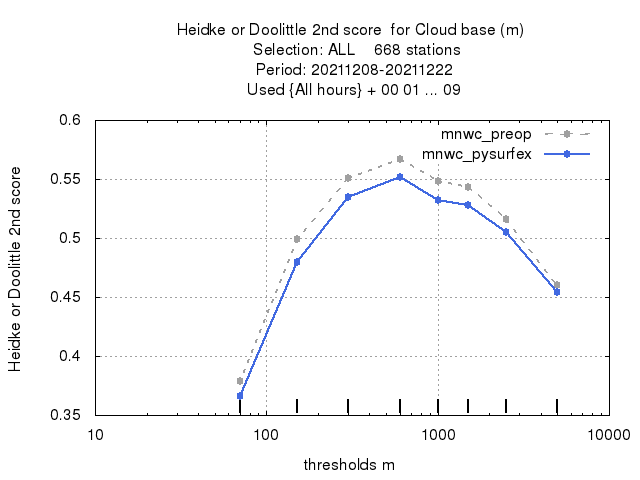 Heidke or Doolittle 2nd score  for Cloud base (m)
Selection: ALL    668 stations
Period: 20211208-20211222
Used {All hours} + 00 01 ... 09
mnwc_preop
mnwc_pysurfex
Heidke or Doolittle 2nd score
0.6
0.55
0.5
0.45
0.4
0.35
10 100 1000 10000
thresholds m